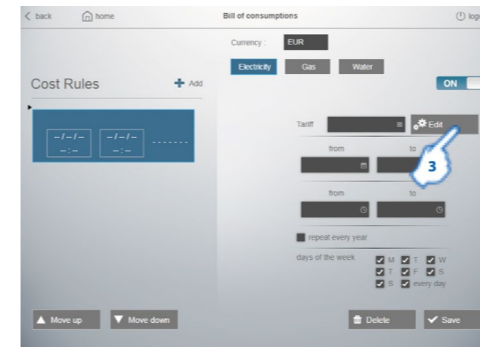 back home Bill of consumptions
Currency : EUR
Electricity Gas Water
Cost Rules Add
ON
Tariff Edit
3
-/-/- -/-/- ------
-:- -:-
from to
from to
repeat every year
days of the week M T W
T F S
S every day
Move up Move down Delete Save